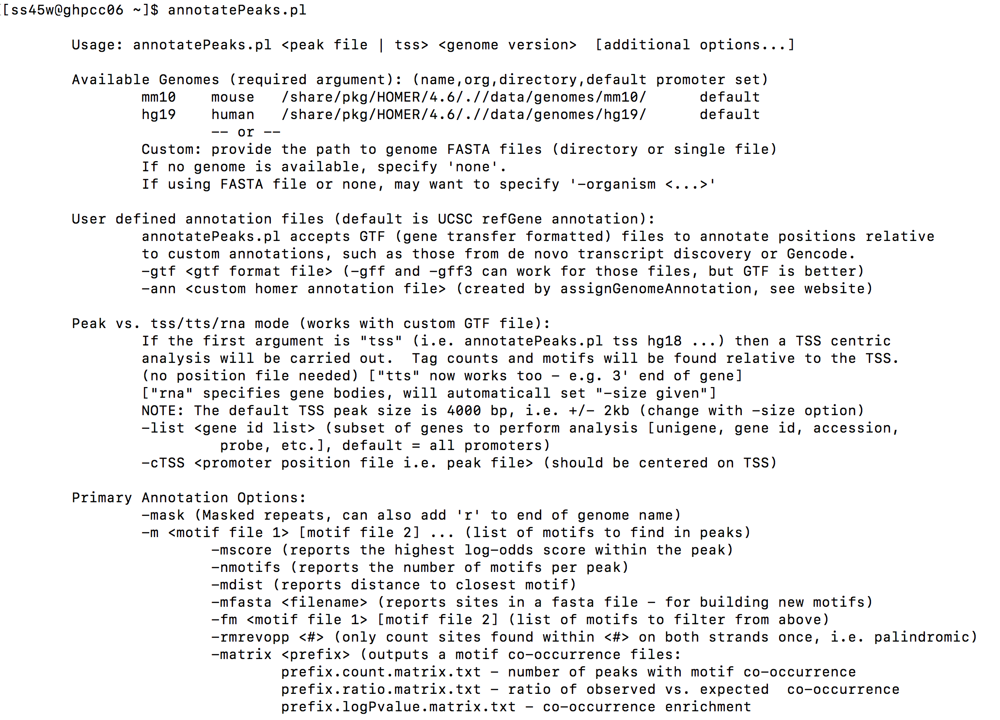 [[ss45w@ghpcc06 ~]$ annotatePeaks.pl
Usage: annotatePeaks.pl <peak file | tss> <genome version>  [additional options...]
Available Genomes (required argument): (name,org,directory,default promoter set)
mm10    mouse   /share/pkg/HOMER/4.6/.//data/genomes/mm10/      default
hg19    human   /share/pkg/HOMER/4.6/.//data/genomes/hg19/      default
-- or --
Custom: provide the path to genome FASTA files (directory or single file)
If no genome is available, specify 'none'.
If using FASTA file or none, may want to specify '-organism <...>'
User defined annotation files (default is UCSC refGene annotation):
annotatePeaks.pl accepts GTF (gene transfer formatted) files to annotate positions relative
to custom annotations, such as those from de novo transcript discovery or Gencode.
-gtf <gtf format file> (-gff and -gff3 can work for those files, but GTF is better)
-ann <custom homer annotation file> (created by assignGenomeAnnotation, see website)
Peak vs. tss/tts/rna mode (works with custom GTF file):
If the first argument is "tss" (i.e. annotatePeaks.pl tss hg18 ...) then a TSS centric
analysis will be carried out.  Tag counts and motifs will be found relative to the TSS.
(no position file needed) ["tts" now works too - e.g. 3' end of gene]
["rna" specifies gene bodies, will automaticall set "-size given"]
NOTE: The default TSS peak size is 4000 bp, i.e. +/- 2kb (change with -size option)
-list <gene id list> (subset of genes to perform analysis [unigene, gene id, accession,
probe, etc.], default = all promoters)
-cTSS <promoter position file i.e. peak file> (should be centered on TSS)
Primary Annotation Options:
-mask (Masked repeats, can also add 'r' to end of genome name)
-m <motif file 1> [motif file 2] ... (list of motifs to find in peaks)
-mscore (reports the highest log-odds score within the peak)
-nmotifs (reports the number of motifs per peak)
-mdist (reports distance to closest motif)
-mfasta <filename> (reports sites in a fasta file - for building new motifs)
-fm <motif file 1> [motif file 2] (list of motifs to filter from above)
-rmrevopp <#> (only count sites found within <#> on both strands once, i.e. palindromic)
-matrix <prefix> (outputs a motif co-occurrence files:
prefix.count.matrix.txt - number of peaks with motif co-occurrence
prefix.ratio.matrix.txt - ratio of observed vs. expected  co-occurrence
prefix.logPvalue.matrix.txt - co-occurrence enrichment